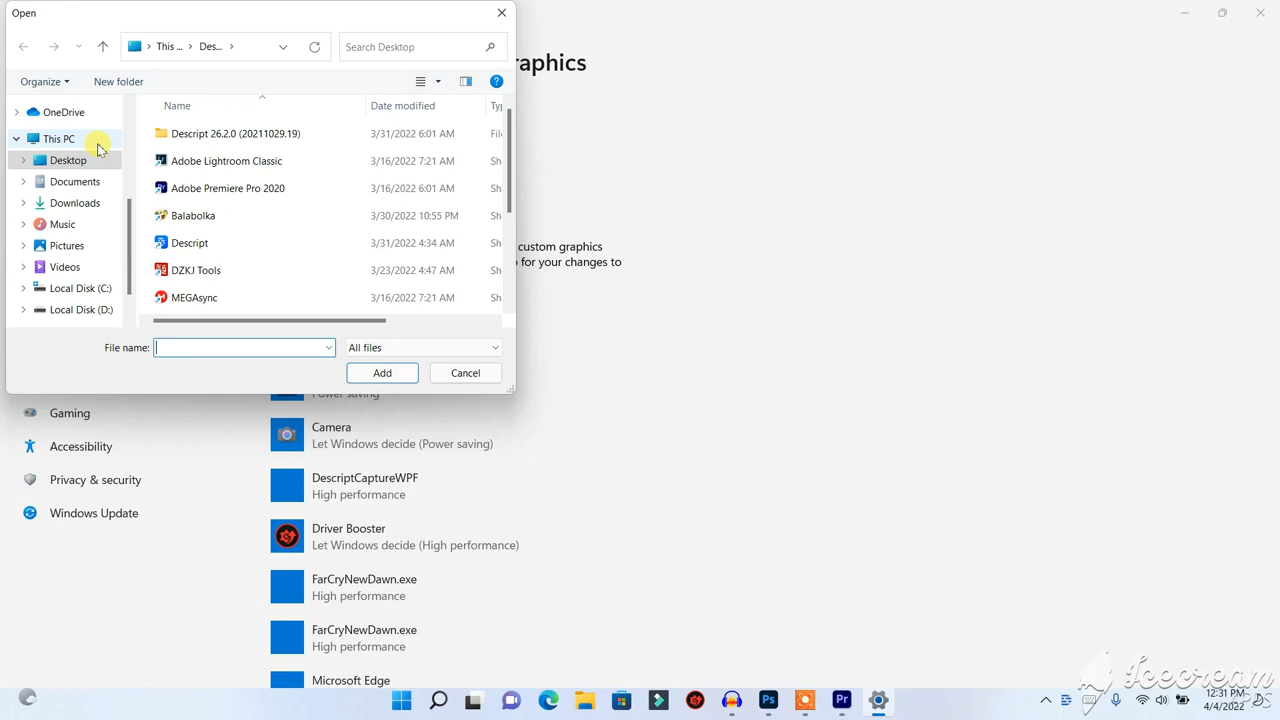 Open
This ... > Des... >
Search Desktop
raphics
Organize
New folder
OneDrive
This PC
Desktop
Documents
Downloads
Music
Pictures
Videos
Local Disk (C:)
Local Disk (D:)
Name
Date modified
Ty
Descript 26.2.0 (20211029.19)
3/31/2022 6:01 AM
File
Adobe Lightroom Classic
3/16/2022 7:21 AM
Sh
Adobe Premiere Pro 2020
3/16/2022 6:01 AM
Sh
Balabolka
3/30/2022 10:55 PM
Sh
Descript
3/31/2022 4:34 AM
Sh
DZKJ Tools
3/23/2022 4:47 AM
Sh
MEGAsync
3/16/2022 7:21 AM
Sh
custom graphics
for your changes to
File name:
All files
Add
Cancel
Power saving
Gaming
Accessibility
Privacy & security
Windows Update
Camera
Let Windows decide (Power saving)
DescriptCaptureWPF
High performance
Driver Booster
Let Windows decide (High performance)
FarCryNewDawn.exe
High performance
FarCryNewDawn.exe
High performance
Microsoft Edge
Icecream
12:31 PM
4/4/2022